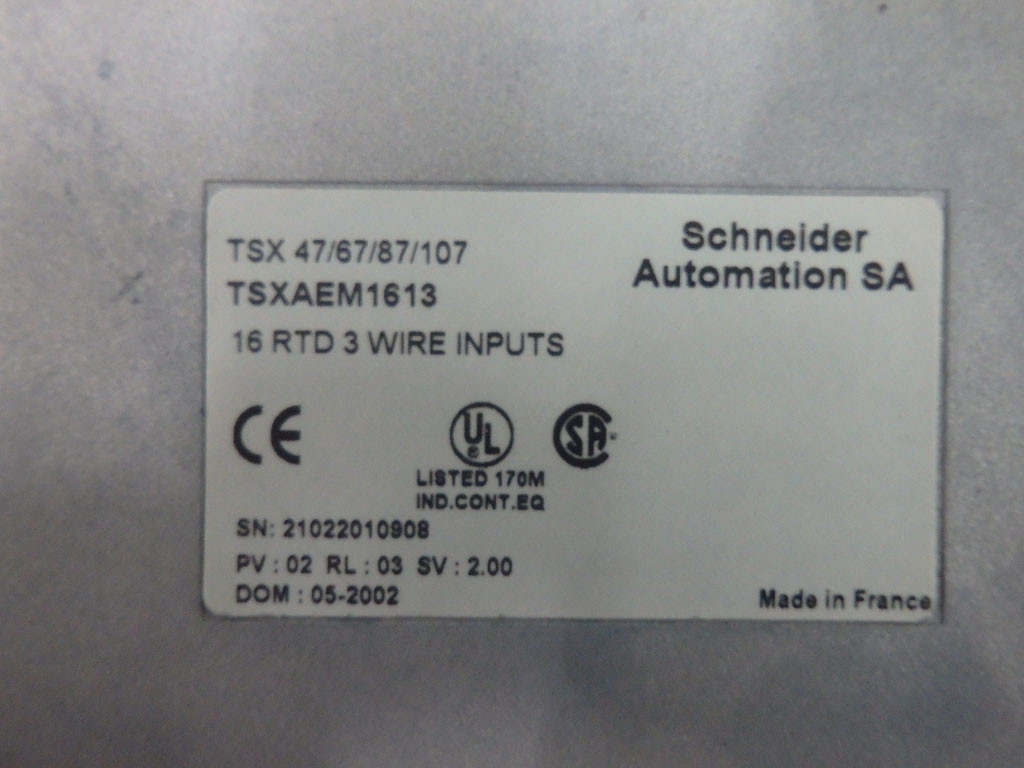 TSX 47/67/87/107
TSXAEM1613
16 RTD 3 WIRE INPUTS
Schneider
Automation SA
CE
UL
SA
LISTED 170M
IND.CONT.EQ
SN: 21022010908
PV : 02 RL : 03 SV : 2.00
DOM : 05-2002
Made in France